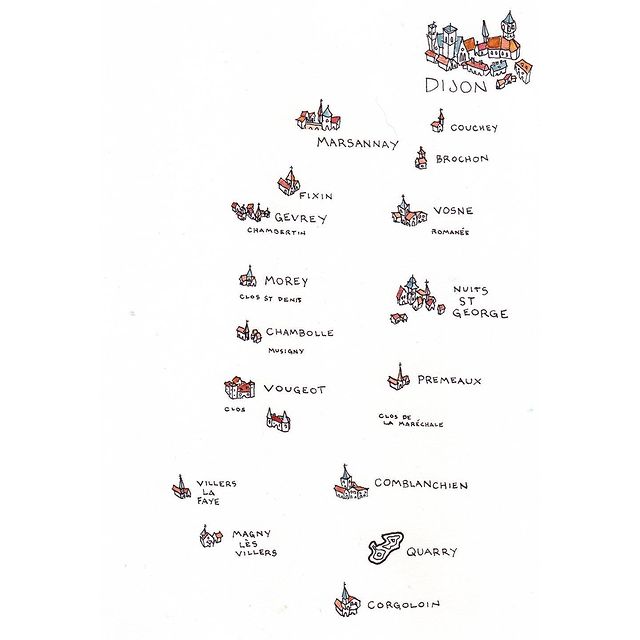 DIJON
COUCHEY
MARSANNAY
BROCHON
FIXIN
GEVREY
CHAMBERTIN
VOSNE
ROMANÉE
MOREY
CLOS ST DENIS
NUITS
ST
GEORGE
CHAMBOLLE
MUSIGNY
VOUGEOT
CLOS
PREMEAUX
CLOS DE
LA MARÉCHALE
VILLERS
LA
FAYE
COMBLANCHIEN
MAGNY
LÈS
VILLERS
QUARRY
CORGOLOIN